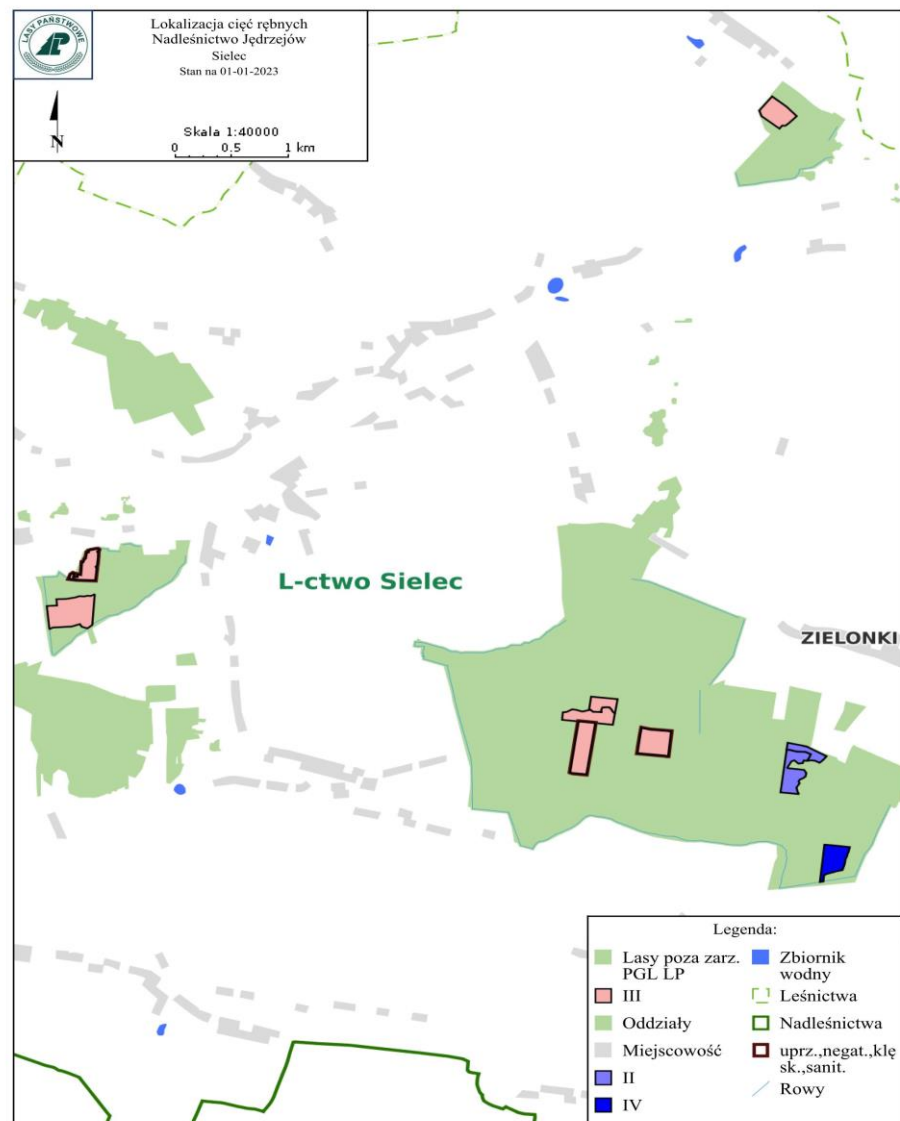 LASY PAŃSTWOWE
Lokalizacja cięć rębnych
Nadleśnictwo Jędrzejów
Sielec
Stan na 01-01-2023
N
Skala 1:40000
0 0.5 1 km
L-ctwo Sielec
ZIELONKI
Legenda:
Lasy poza zarz.
PGL LP
III
Oddziały
Miejscowość
II
IV
Zbiornik
wodny
Leśnictwa
Nadleśnictwa
uprz.,negat.,klę
sk.,sanit.
Rowy